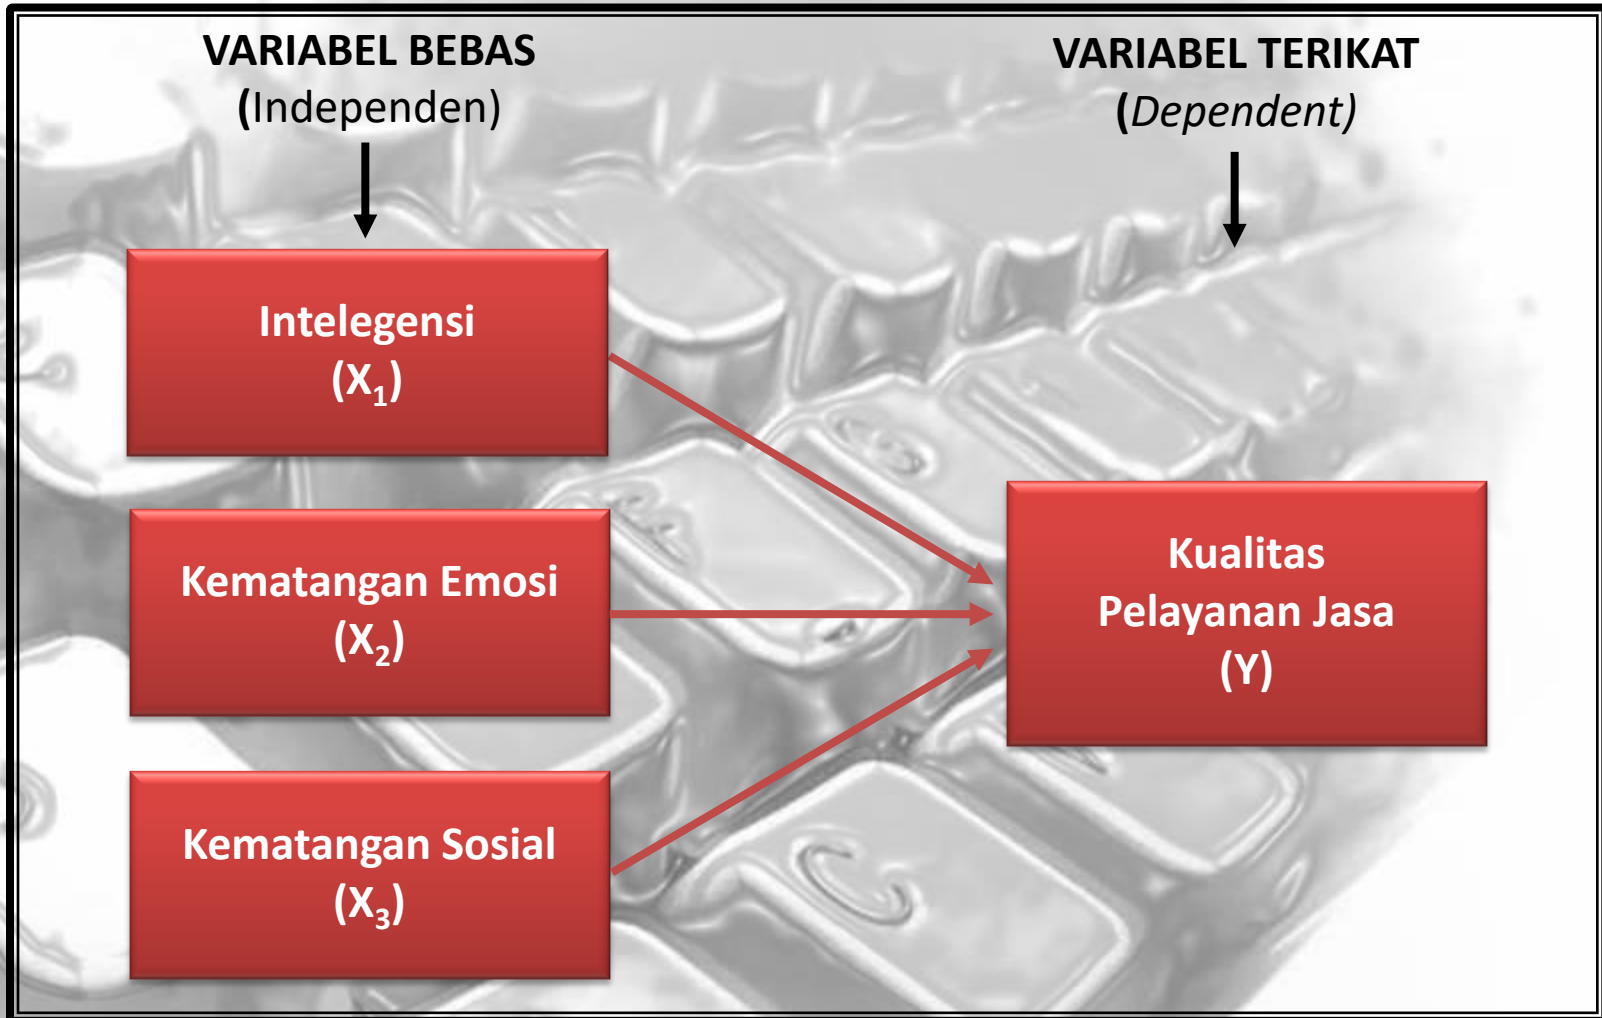 VARIABEL BEBAS
(Independen)
VARIABEL TERIKAT
(Dependent)
Intelegensi
(X₁)
Kematangan Emosi
(X₂)
Kematangan Sosial
(X₃)
Kualitas
Pelayanan Jasa
(Y)